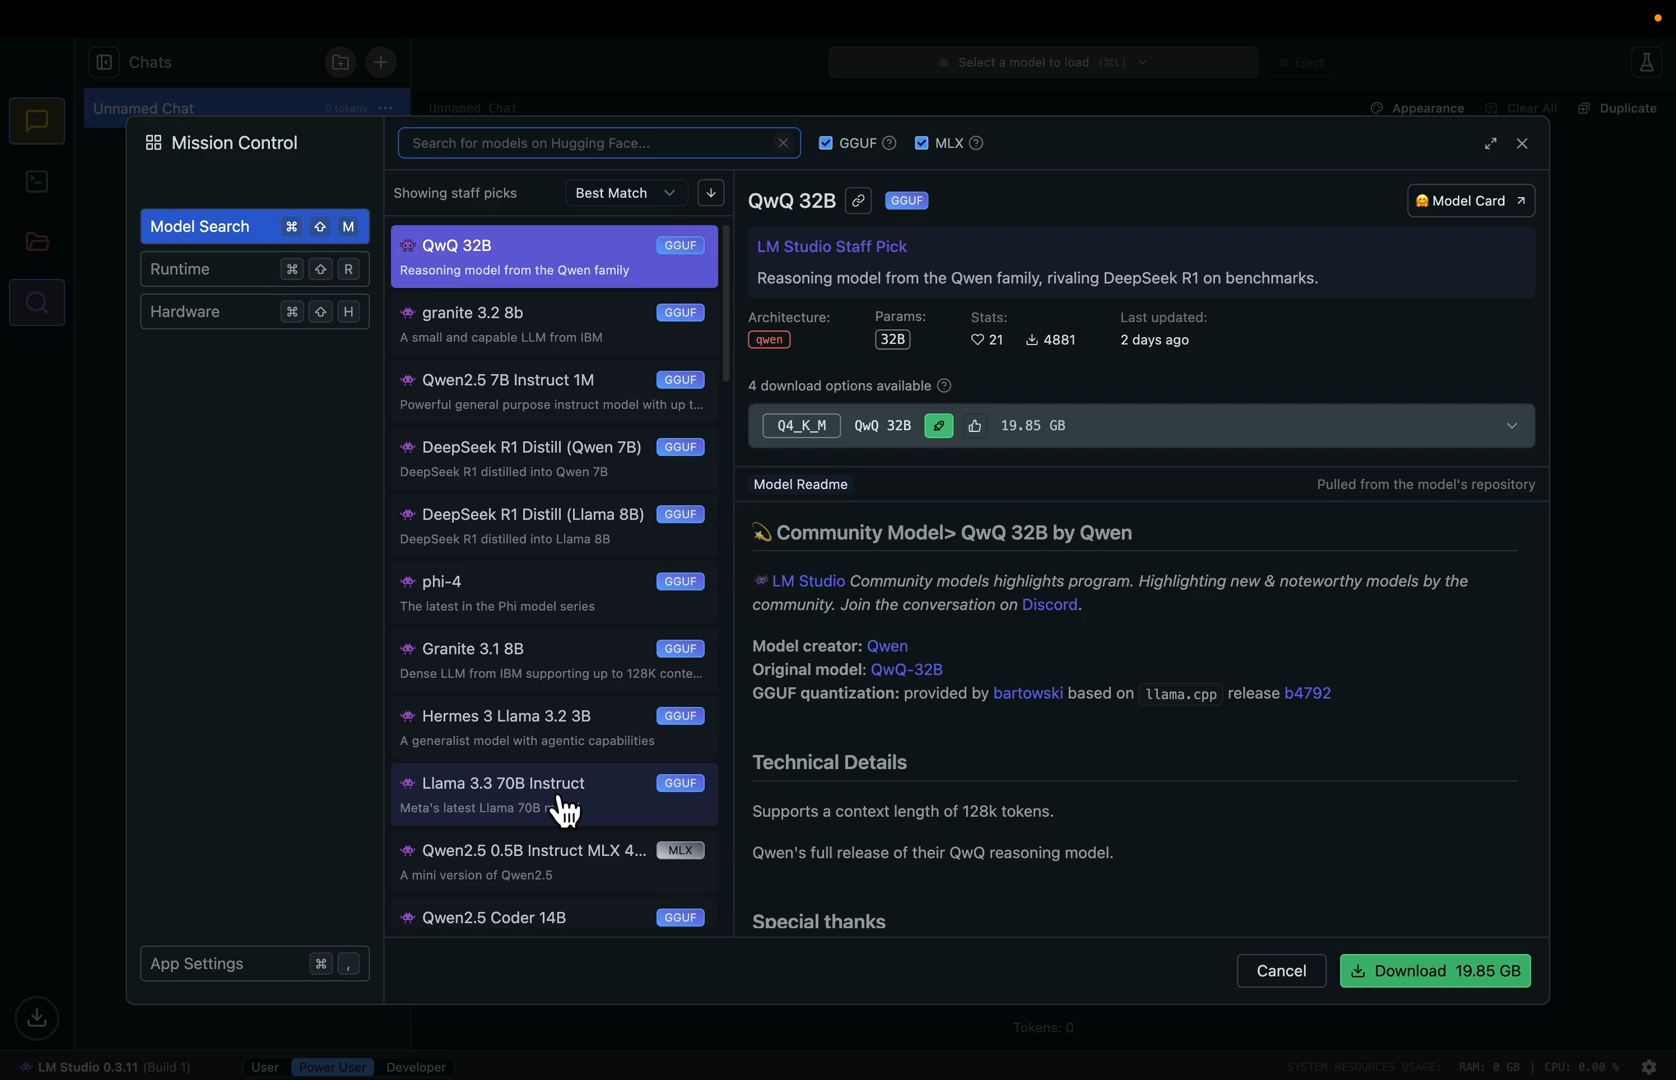 Chats
Select a model to load (⌘L)
Eject
Unnamed Chat
0 tokens
Unnamed Chat
Appearance
Clear All
Duplicate
Mission Control
Search for models on Hugging Face...
GGUF
MLX
Showing staff picks
Best Match
QwQ 32B
GGUF
Model Card
Model Search ⌘ ⇧ M
Runtime ⌘ ⇧ R
Hardware ⌘ ⇧ H
QwQ 32B GGUF
Reasoning model from the Qwen family
granite 3.2 8b GGUF
A small and capable LLM from IBM
Qwen2.5 7B Instruct 1M GGUF
Powerful general purpose instruct model with up t...
DeepSeek R1 Distill (Qwen 7B) GGUF
DeepSeek R1 distilled into Qwen 7B
DeepSeek R1 Distill (Llama 8B) GGUF
DeepSeek R1 distilled into Llama 8B
phi-4 GGUF
The latest in the Phi model series
Granite 3.1 8B GGUF
Dense LLM from IBM supporting up to 128K conte...
Hermes 3 Llama 3.2 3B GGUF
A generalist model with agentic capabilities
Llama 3.3 70B Instruct GGUF
Meta's latest Llama 70B
Qwen2.5 0.5B Instruct MLX 4... MLX
A mini version of Qwen2.5
Qwen2.5 Coder 14B GGUF
LM Studio Staff Pick
Reasoning model from the Qwen family, rivaling DeepSeek R1 on benchmarks.
Architecture: Params: Stats: Last updated:
qwen 32B 21 4881 2 days ago
4 download options available
Q4_K_M QwQ 32B 19.85 GB
Model Readme Pulled from the model's repository
💫 Community Model> QwQ 32B by Qwen
👾 LM Studio Community models highlights program. Highlighting new & noteworthy models by the
community. Join the conversation on Discord.
Model creator: Qwen
Original model: QwQ-32B
GGUF quantization: provided by bartowski based on llama.cpp release b4792
Technical Details
Supports a context length of 128k tokens.
Qwen's full release of their QwQ reasoning model.
Special thanks
App Settings ⌘ ,
Cancel
Download 19.85 GB
Tokens: 0
LM Studio 0.3.11 (Build 1)
User Power User Developer
SYSTEM RESOURCES USAGE: RAM: 0 GB | CPU: 0.00 %